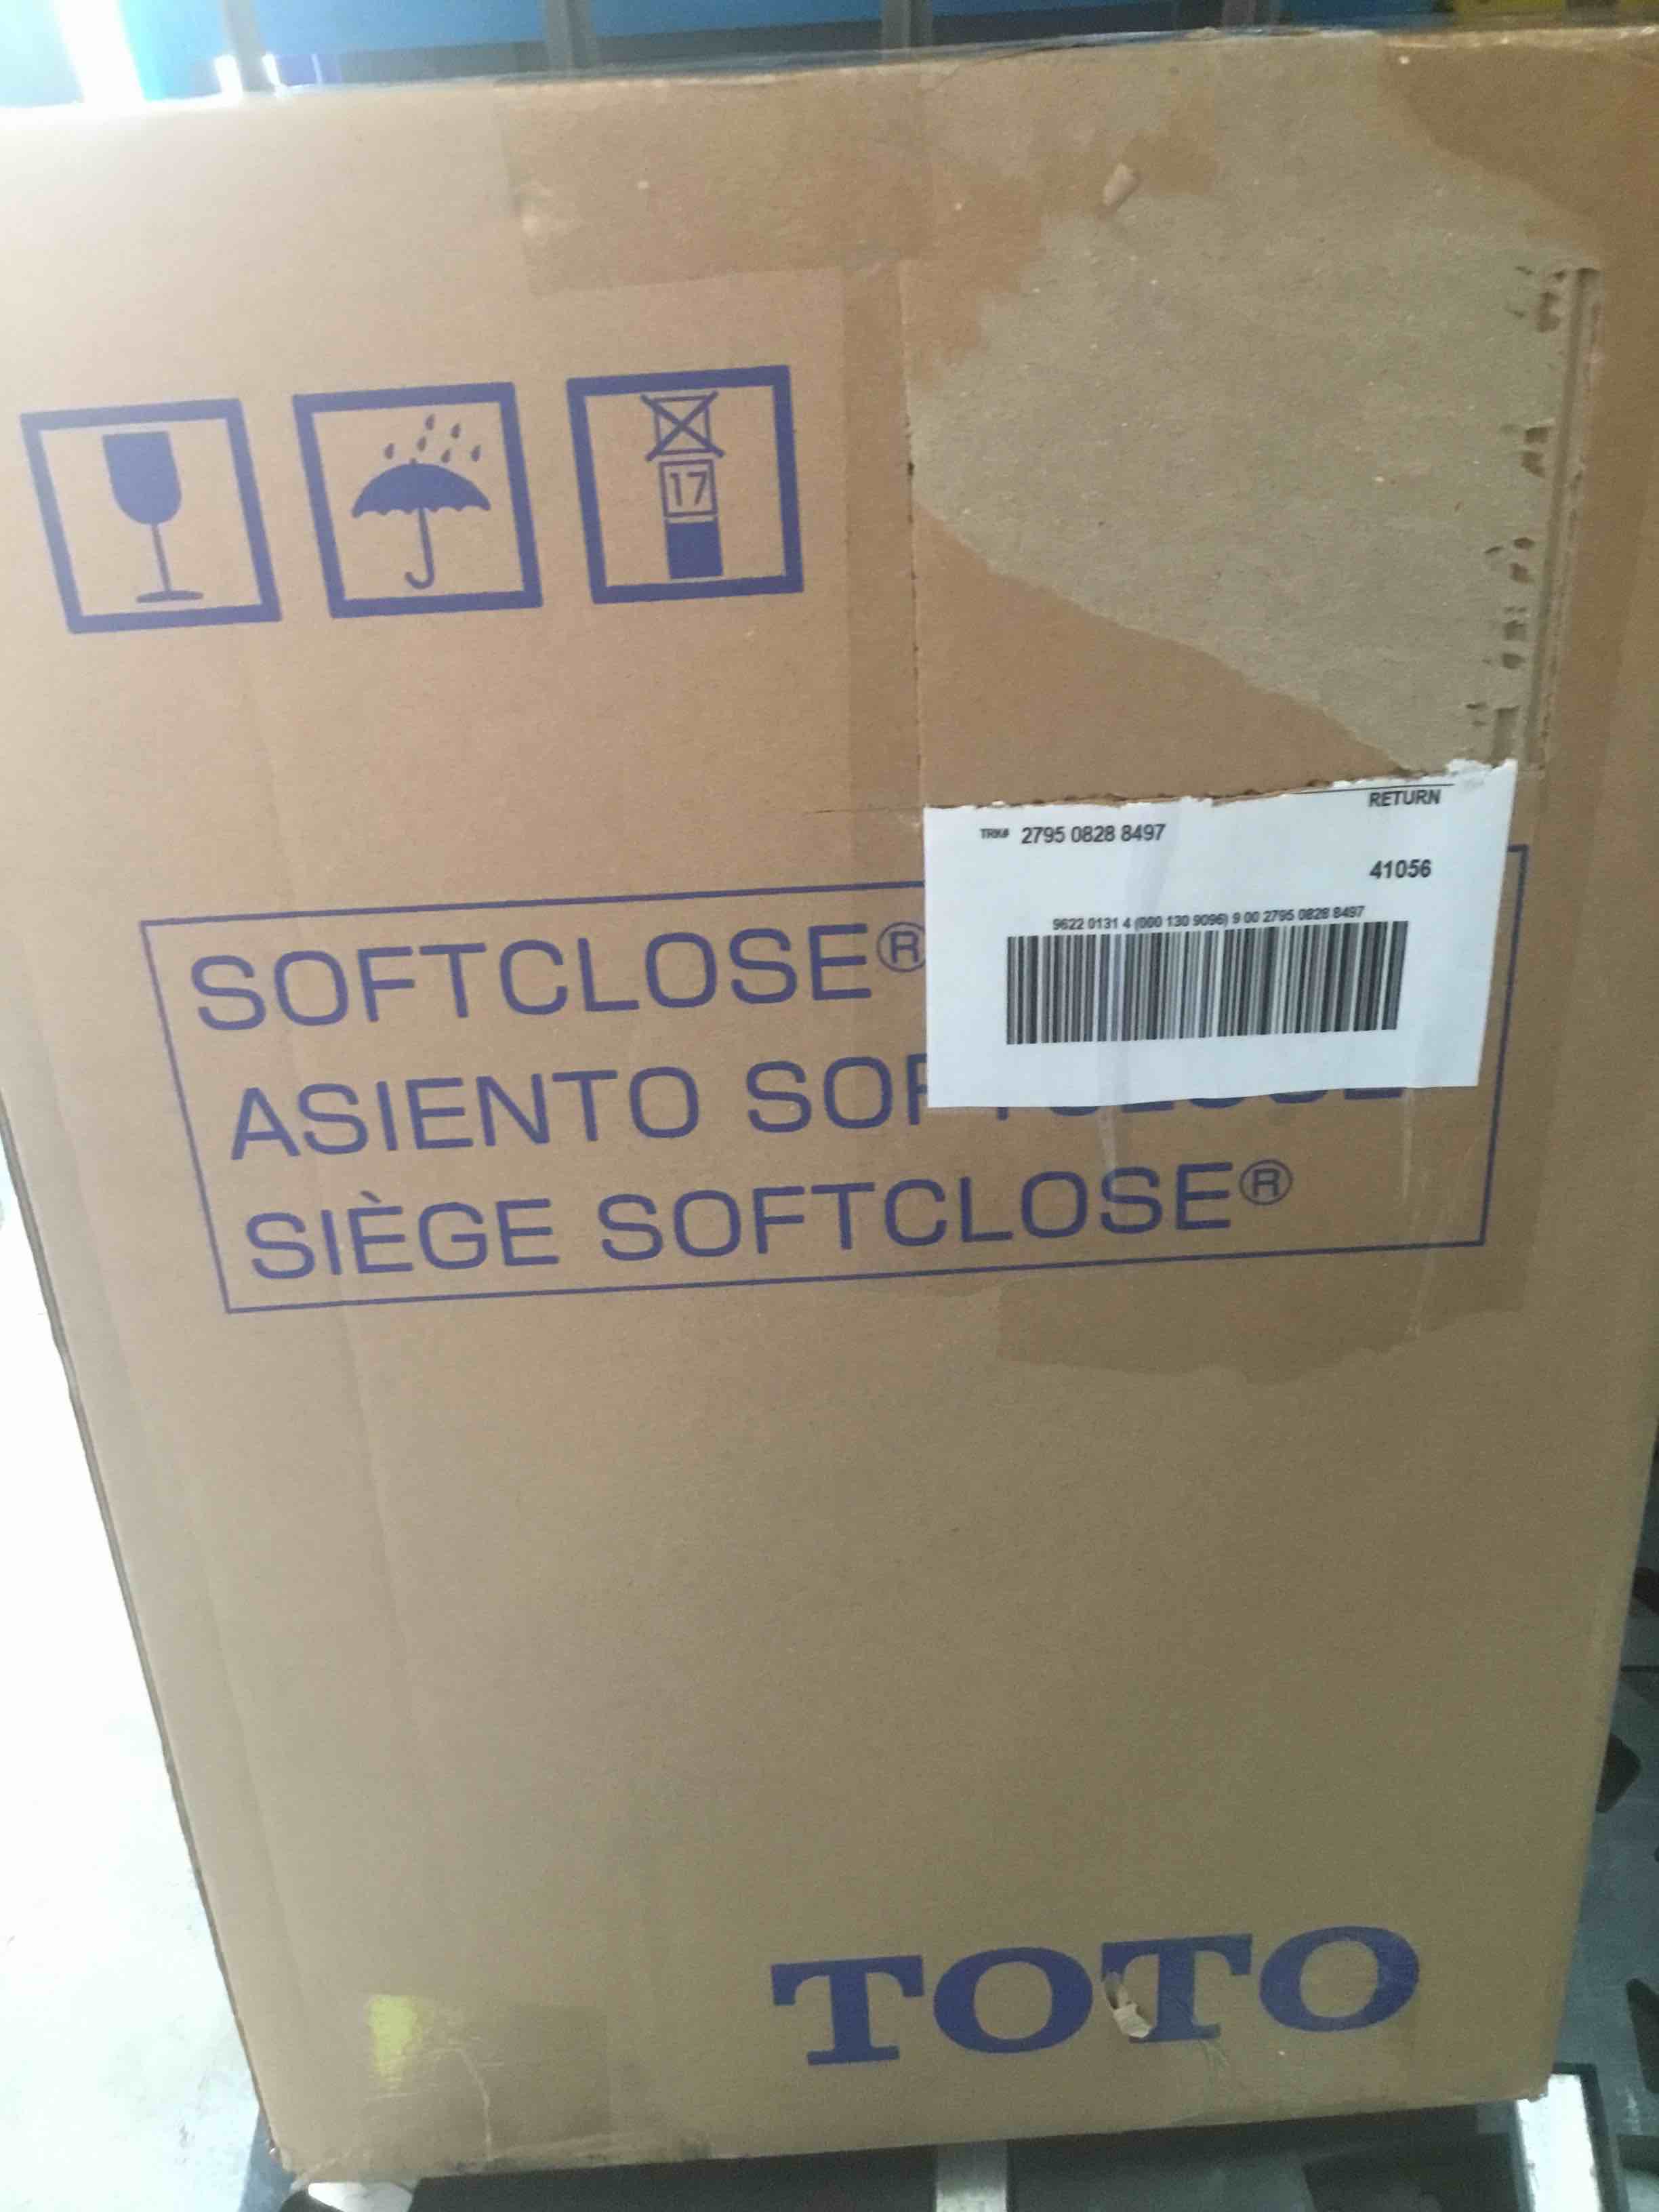 17
RETURN
TRK# 2795 0828 8497
41056
9622 0131 4 (000 130 9096) 9 00 2795 0828 8497
SOFTCLOSE®
ASIENTO SOFTCLOSE
SIÈGE SOFTCLOSE®
TOTO